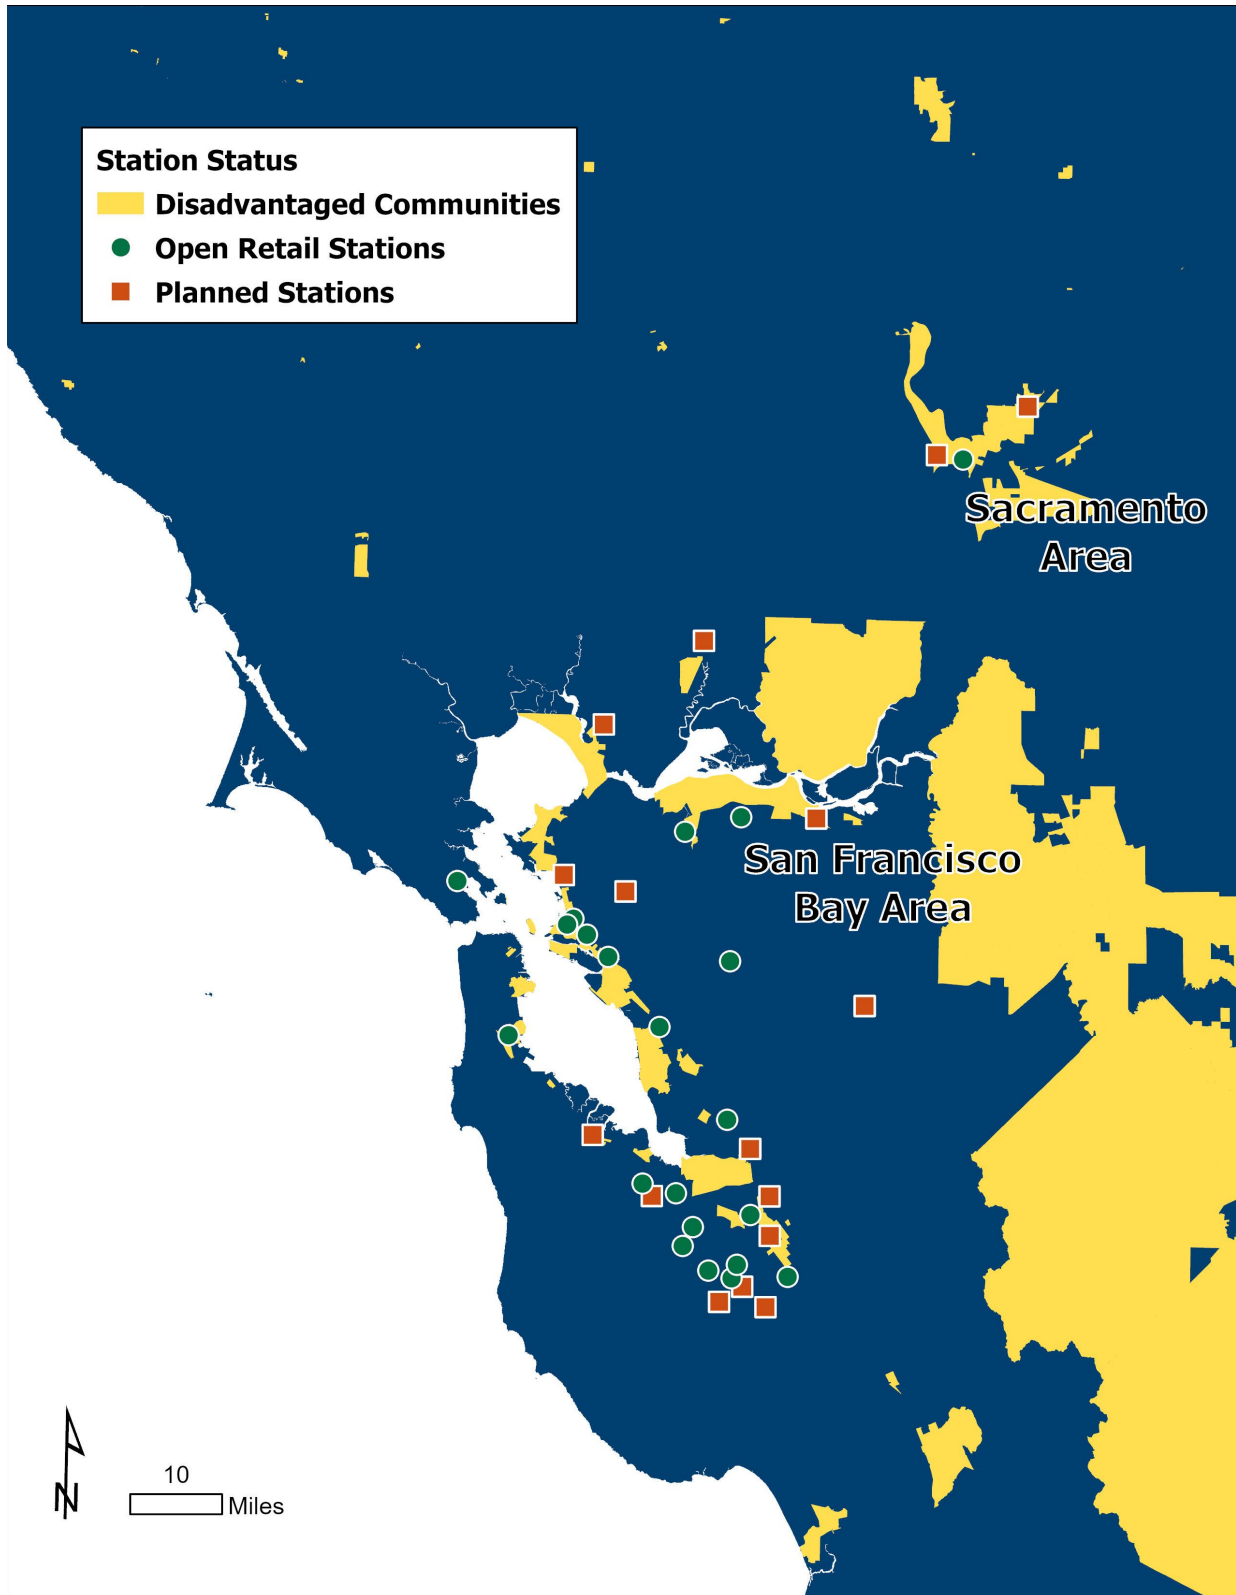 Station Status
Disadvantaged Communities
Open Retail Stations
Planned Stations
Sacramento
Area
San Francisco
Bay Area
N
10
Miles